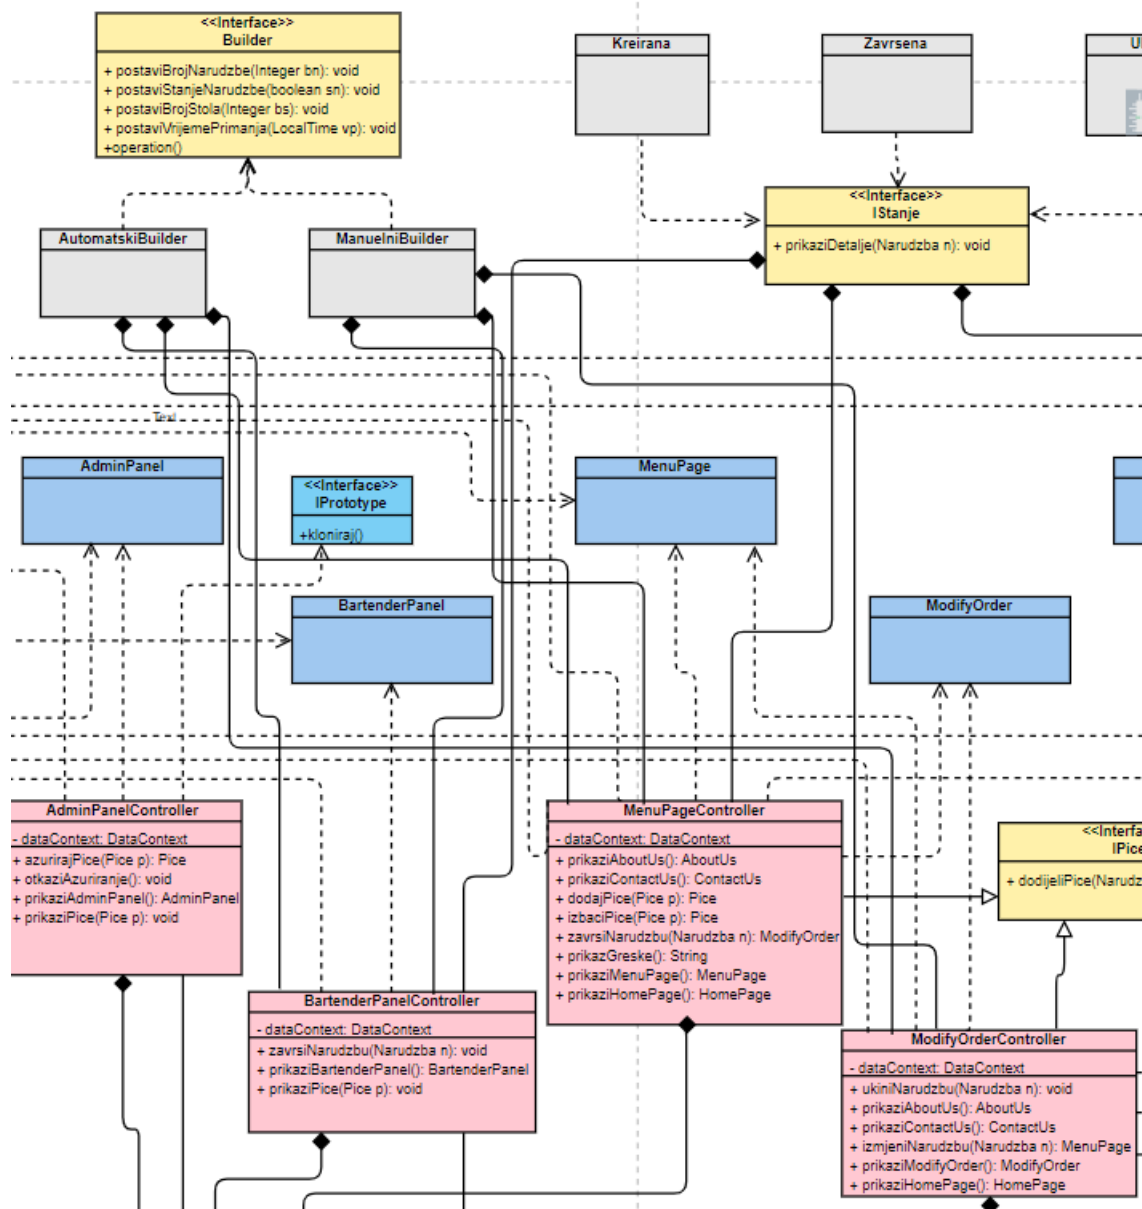 <<Interface>>
Builder
+ postaviBrojNarudzbe(Integer bn): void
+ postaviStanjeNarudzbe(boolean sn): void
+ postaviBrojStola(Integer bs): void
+ postaviVrijemePrimanja(LocalTime vp): void
+operation()
Kreirana
Zavrsena
<<Interface>>
IStanje
+ prikaziDetalje(Narudzba n): void
AutomatskiBuilder
ManuelniBuilder
Text
AdminPanel
<<Interface>>
IPrototype
+kloniraj()
MenuPage
BartenderPanel
ModifyOrder
AdminPanelController
- dataContext: DataContext
+ azurirajPice(Pice p): Pice
+ otkaziAzuriranje(): void
+ prikaziAdminPanel(): AdminPanel
+ prikaziPice(Pice p): void
MenuPageController
- dataContext: DataContext
+ prikaziAboutUs(): AboutUs
+ prikaziContactUs(): ContactUs
+ dodajPice(Pice p): Pice
+ izbaciPice(Pice p): Pice
+ zavrsiNarudzbu(Narudzba n): ModifyOrder
+ prikazGreske(): String
+ prikaziMenuPage(): MenuPage
+ prikaziHomePage(): HomePage
<<Interfa
IPice
+ dodijeliPice(Narudz
BartenderPanelController
- dataContext: DataContext
+ zavrsiNarudzbu(Narudzba n): void
+ prikaziBartenderPanel(): BartenderPanel
+ prikaziPice(Pice p): void
ModifyOrderController
- dataContext: DataContext
+ ukiniNarudzbu(Narudzba n): void
+ prikaziAboutUs(): AboutUs
+ prikaziContactUs(): ContactUs
+ izmjeniNarudzbu(Narudzba n): MenuPage
+ prikaziModifyOrder(): ModifyOrder
+ prikaziHomePage(): HomePage